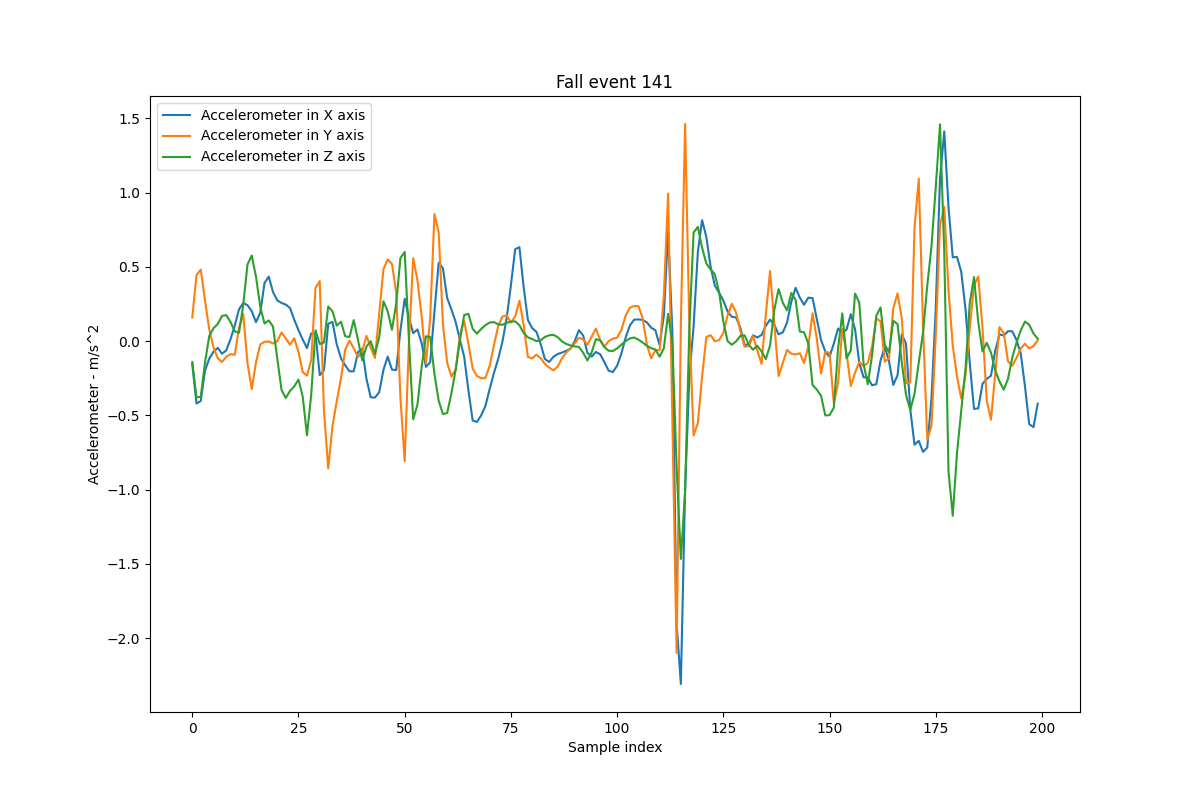 Fall event 141
Accelerometer in X axis
Accelerometer in Y axis
Accelerometer in Z axis
Accelerometer - m/s^2
1.5
1.0
0.5
0.0
−0.5
−1.0
−1.5
−2.0
0 25 50 75 100 125 150 175 200
Sample index